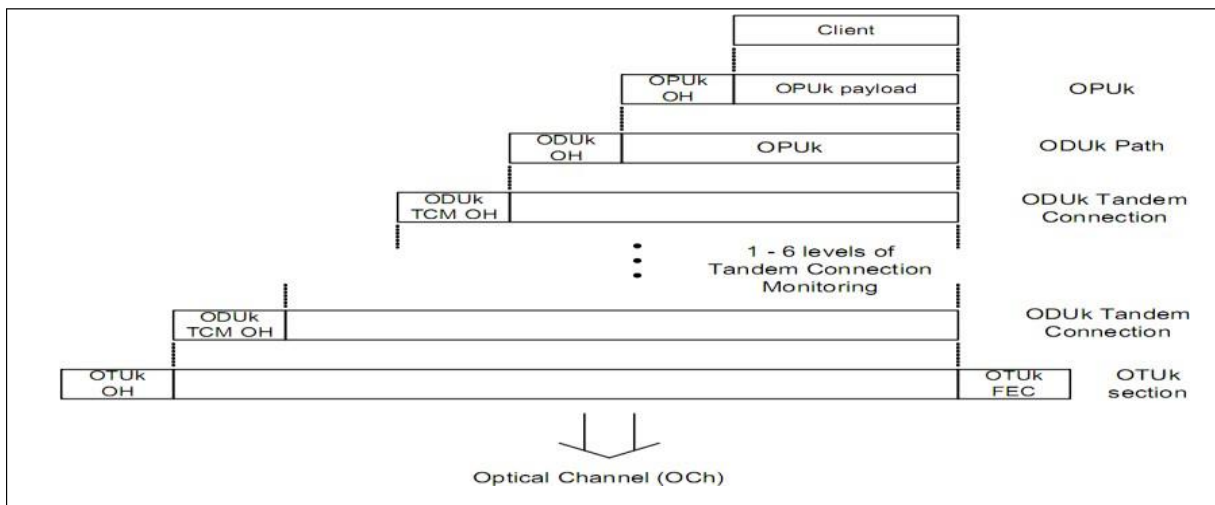 Client
OPUk
OH
OPUk payload
OPUk
ODUk
OH
OPUk
ODUk Path
ODUk
TCM OH
ODUk Tandem
Connection
1 - 6 levels of
Tandem Connection
Monitoring
ODUk
TCM OH
ODUk Tandem
Connection
OTUk
OH
OTUk
FEC
OTUk
section
Optical Channel (OCh)